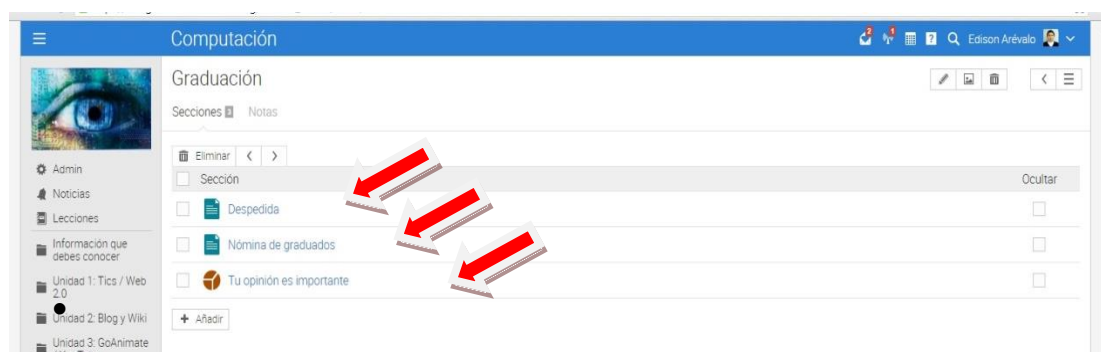 Computación
2
Edison Arévalo
Graduación
Secciones 3 Notas
Eliminar
Sección Ocultar
Despedida
Nómina de graduados
Tu opinión es importante
Añadir
Admin
Noticias
Lecciones
Información que
debes conocer
Unidad 1: Tics / Web
2.0
Unidad 2: Blog y Wiki
Unidad 3: GoAnimate